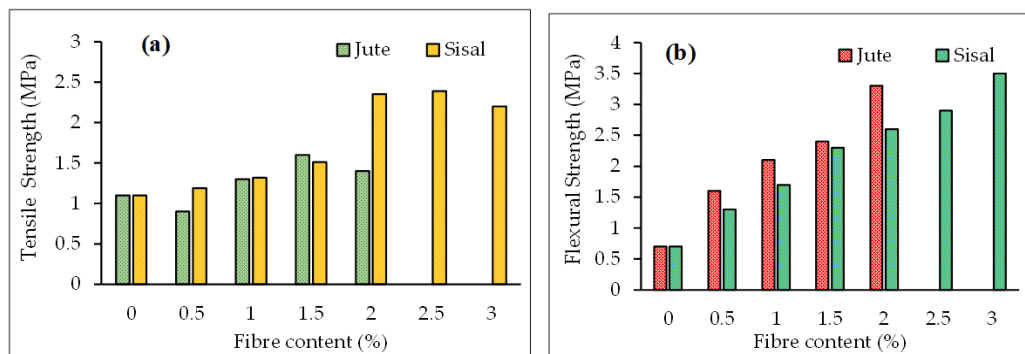 (a)
Jute Sisal
Tensile Strength (MPa)
3
2.5
2
1.5
1
0.5
0
0 0.5 1 1.5 2 2.5 3
Fibre content (%)
(b)
Jute Sisal
Flexural Strength (MPa)
4
3.5
3
2.5
2
1.5
1
0.5
0
0 0.5 1 1.5 2 2.5 3
Fibre content (%)